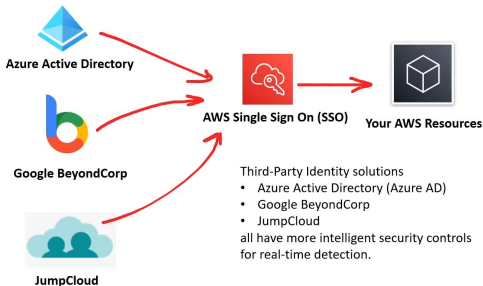 Azure Active Directory
Google BeyondCorp
JumpCloud
AWS Single Sign On (SSO)
Your AWS Resources
Third-Party Identity solutions
• Azure Active Directory (Azure AD)
• Google BeyondCorp
• JumpCloud
all have more intelligent security controls
for real-time detection.